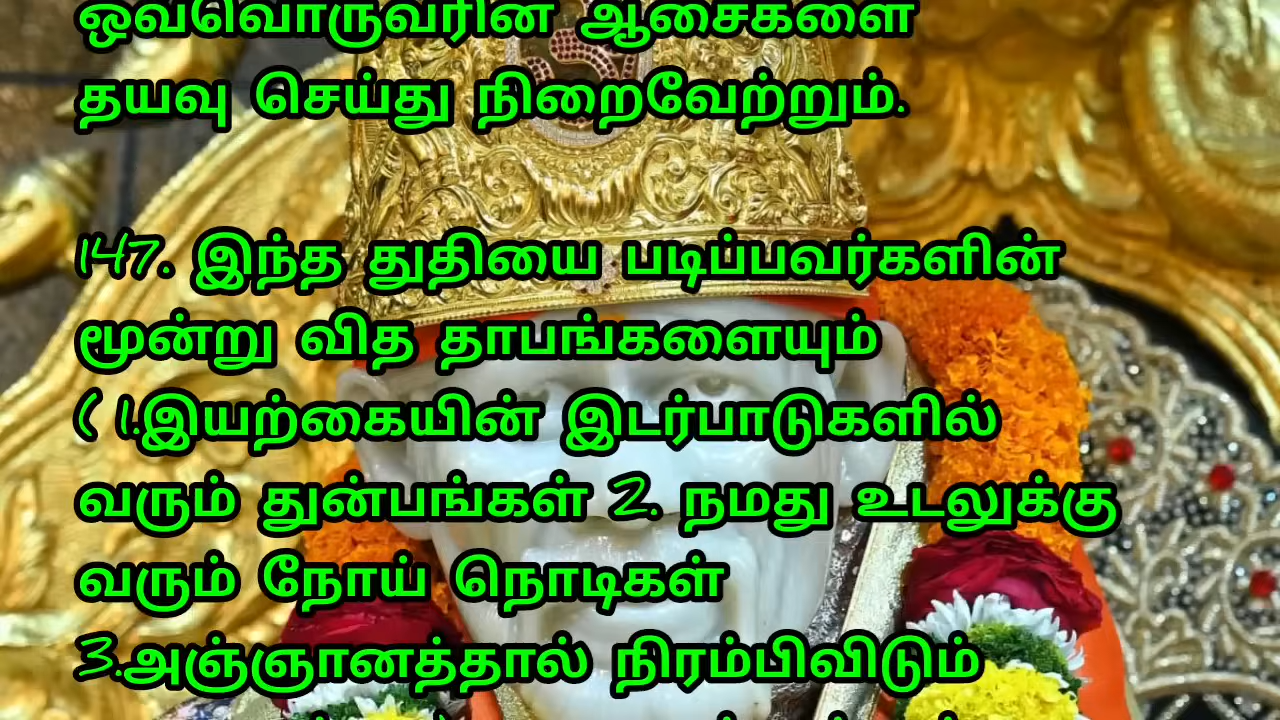 ஒவ்வொருவரின் ஆசைகளை
தயவு செய்து நிறைவேற்றும்.
147. இந்த துதியை படிப்பவர்களின்
மூன்று வித தாபங்களையும்
( 1.இயற்கையின் இடர்பாடுகளில்
வரும் துன்பங்கள் 2. நமது உடலுக்கு
வரும் நோய் நொடிகள்
3.அஞ்ஞானத்தால் நிரம்பிவிடும்